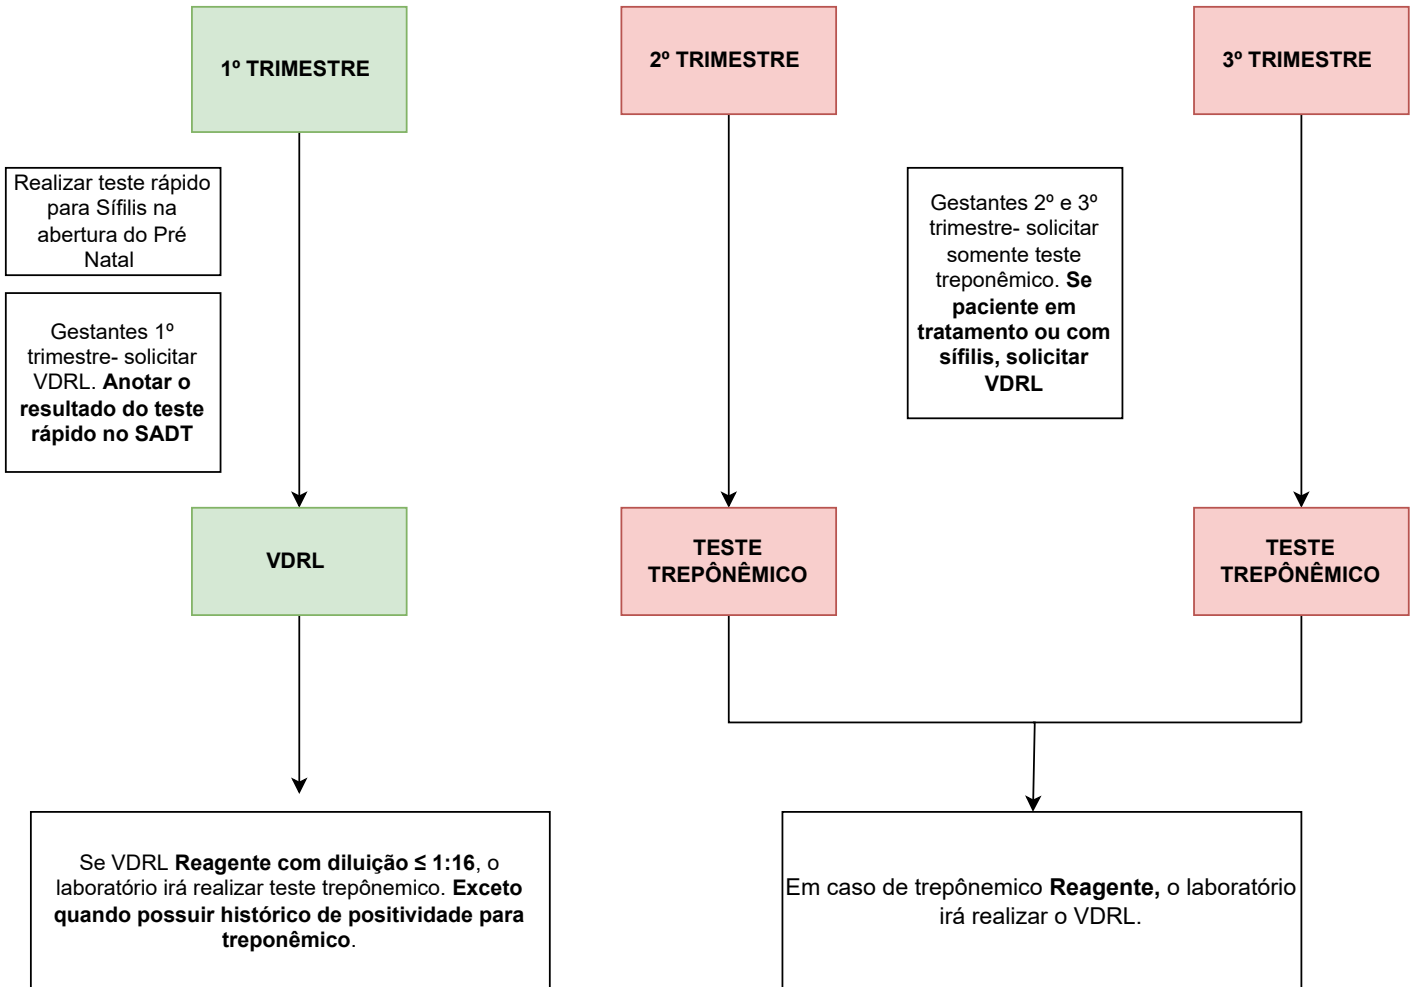 1º TRIMESTRE
2º TRIMESTRE
3º TRIMESTRE
Realizar teste rápido
para Sífilis na
abertura do Pré
Natal
Gestantes 1º
trimestre- solicitar
VDRL. Anotar o
resultado do teste
rápido no SADT
Gestantes 2º e 3º
trimestre- solicitar
somente teste
treponêmico. Se
paciente em
tratamento ou com
sífilis, solicitar
VDRL
VDRL
TESTE
TREPÔNÊMICO
TESTE
TREPÔNÊMICO
Se VDRL Reagente com diluição ≤ 1:16, o
laboratório irá realizar teste trepônemico. Exceto
quando possuir histórico de positividade para
treponêmico.
Em caso de trepônemico Reagente, o laboratório
irá realizar o VDRL.